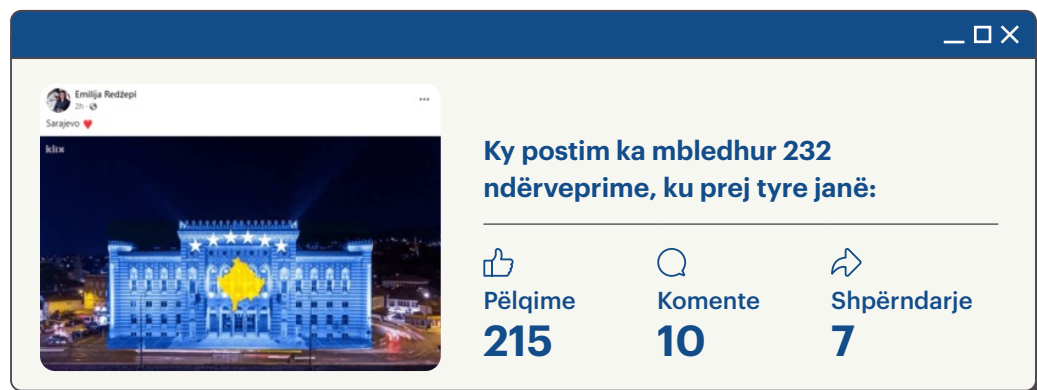 Emilija Redžepi
2h
Sarajevo ❤️
klix
Ky postim ka mbledhur 232
ndërveprime, ku prej tyre janë:
Pëlqime
215
Komente
10
Shpërndarje
7